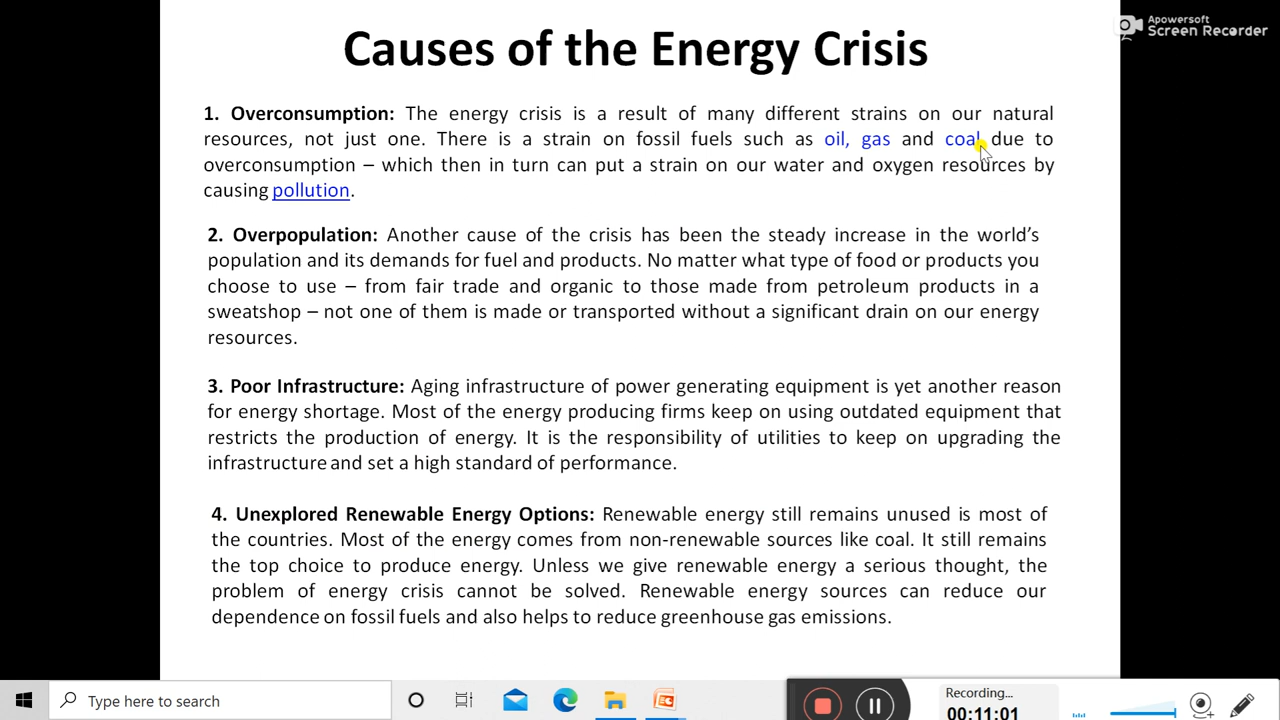 Causes of the Energy Crisis
Apowersoft
Screen Recorder
1. Overconsumption: The energy crisis is a result of many different strains on our natural
resources, not just one. There is a strain on fossil fuels such as oil, gas and coal due to
overconsumption – which then in turn can put a strain on our water and oxygen resources by
causing pollution.
2. Overpopulation: Another cause of the crisis has been the steady increase in the world’s
population and its demands for fuel and products. No matter what type of food or products you
choose to use – from fair trade and organic to those made from petroleum products in a
sweatshop – not one of them is made or transported without a significant drain on our energy
resources.
3. Poor Infrastructure: Aging infrastructure of power generating equipment is yet another reason
for energy shortage. Most of the energy producing firms keep on using outdated equipment that
restricts the production of energy. It is the responsibility of utilities to keep on upgrading the
infrastructure and set a high standard of performance.
4. Unexplored Renewable Energy Options: Renewable energy still remains unused is most of
the countries. Most of the energy comes from non-renewable sources like coal. It still remains
the top choice to produce energy. Unless we give renewable energy a serious thought, the
problem of energy crisis cannot be solved. Renewable energy sources can reduce our
dependence on fossil fuels and also helps to reduce greenhouse gas emissions.
Type here to search
Recording...
00:11:01